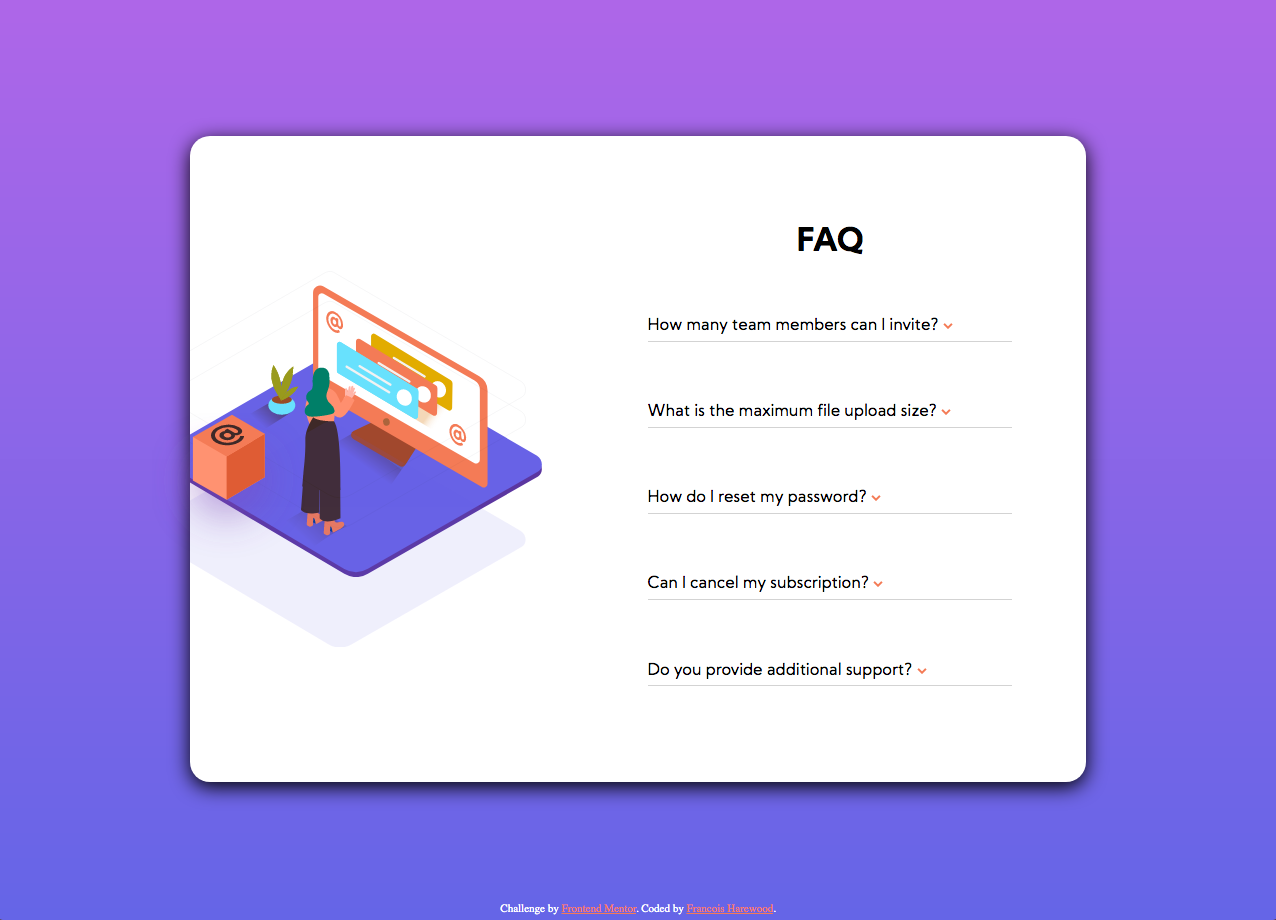 FAQ
How many team members can I invite?
What is the maximum file upload size?
How do I reset my password?
Can I cancel my subscription?
Do you provide additional support?
@
@
@
Challenge by Frontend Mentor. Coded by Francois Harewood.